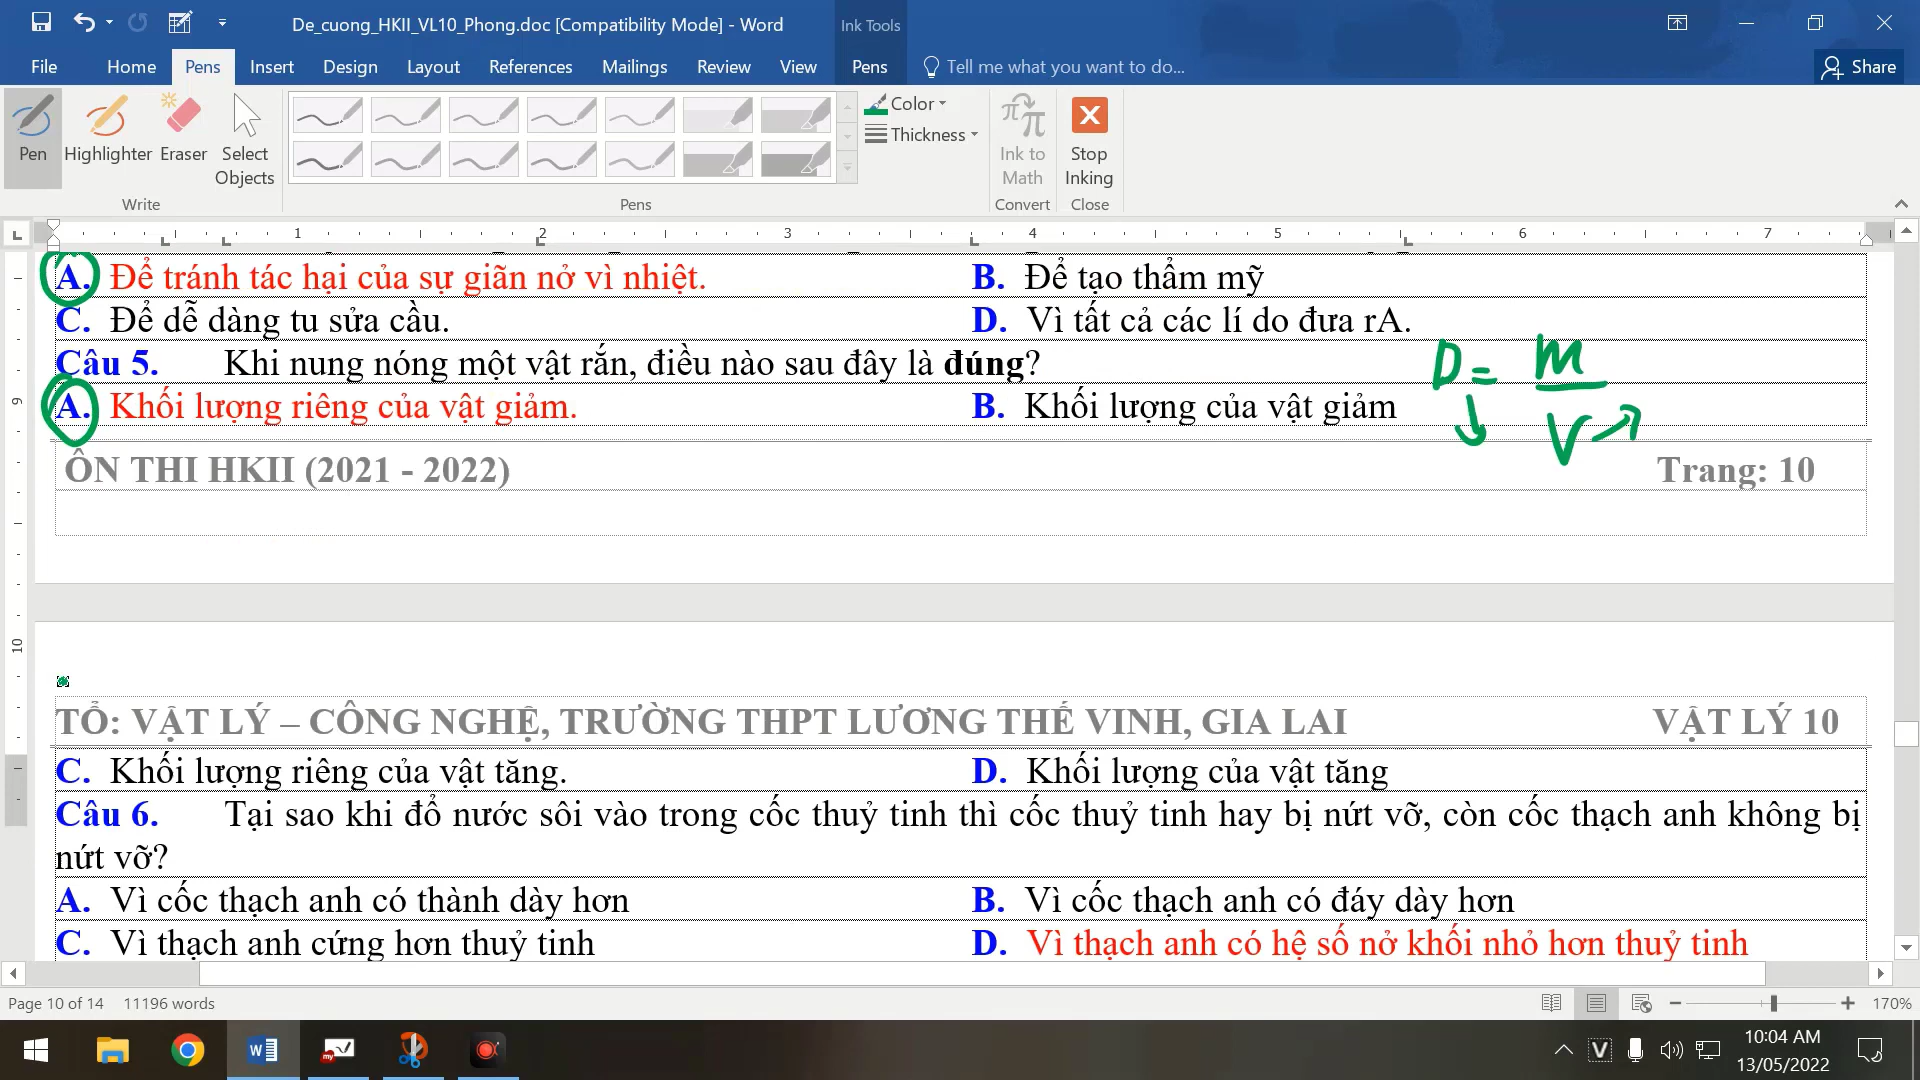 De_cuong_HKII_VL10_Phong.doc [Compatibility Mode] - Word
Ink Tools
File Home Pens Insert Design Layout References Mailings Review View Pens Tell me what you want to do... Share
Pen Highlighter Eraser Select Objects
Color
Thickness
Ink to Math
Stop Inking
Write Pens Convert Close
1 2 3 4 5 6 7
A. Để tránh tác hại của sự giãn nở vì nhiệt. B. Để tạo thẩm mỹ
C. Để dễ dàng tu sửa cầu. D. Vì tất cả các lí do đưa rA.
Câu 5. Khi nung nóng một vật rắn, điều nào sau đây là đúng?
D = m / V
9
A. Khối lượng riêng của vật giảm. B. Khối lượng của vật giảm
ÔN THI HKII (2021 - 2022) Trang: 10
10
TỔ: VẬT LÝ – CÔNG NGHỆ, TRƯỜNG THPT LƯƠNG THẾ VINH, GIA LAI VẬT LÝ 10
C. Khối lượng riêng của vật tăng. D. Khối lượng của vật tăng
Câu 6. Tại sao khi đổ nước sôi vào trong cốc thuỷ tinh thì cốc thuỷ tinh hay bị nứt vỡ, còn cốc thạch anh không bị
nứt vỡ?
A. Vì cốc thạch anh có thành dày hơn B. Vì cốc thạch anh có đáy dày hơn
C. Vì thạch anh cứng hơn thuỷ tinh D. Vì thạch anh có hệ số nở khối nhỏ hơn thuỷ tinh
Page 10 of 14 11196 words 170%
10:04 AM
13/05/2022